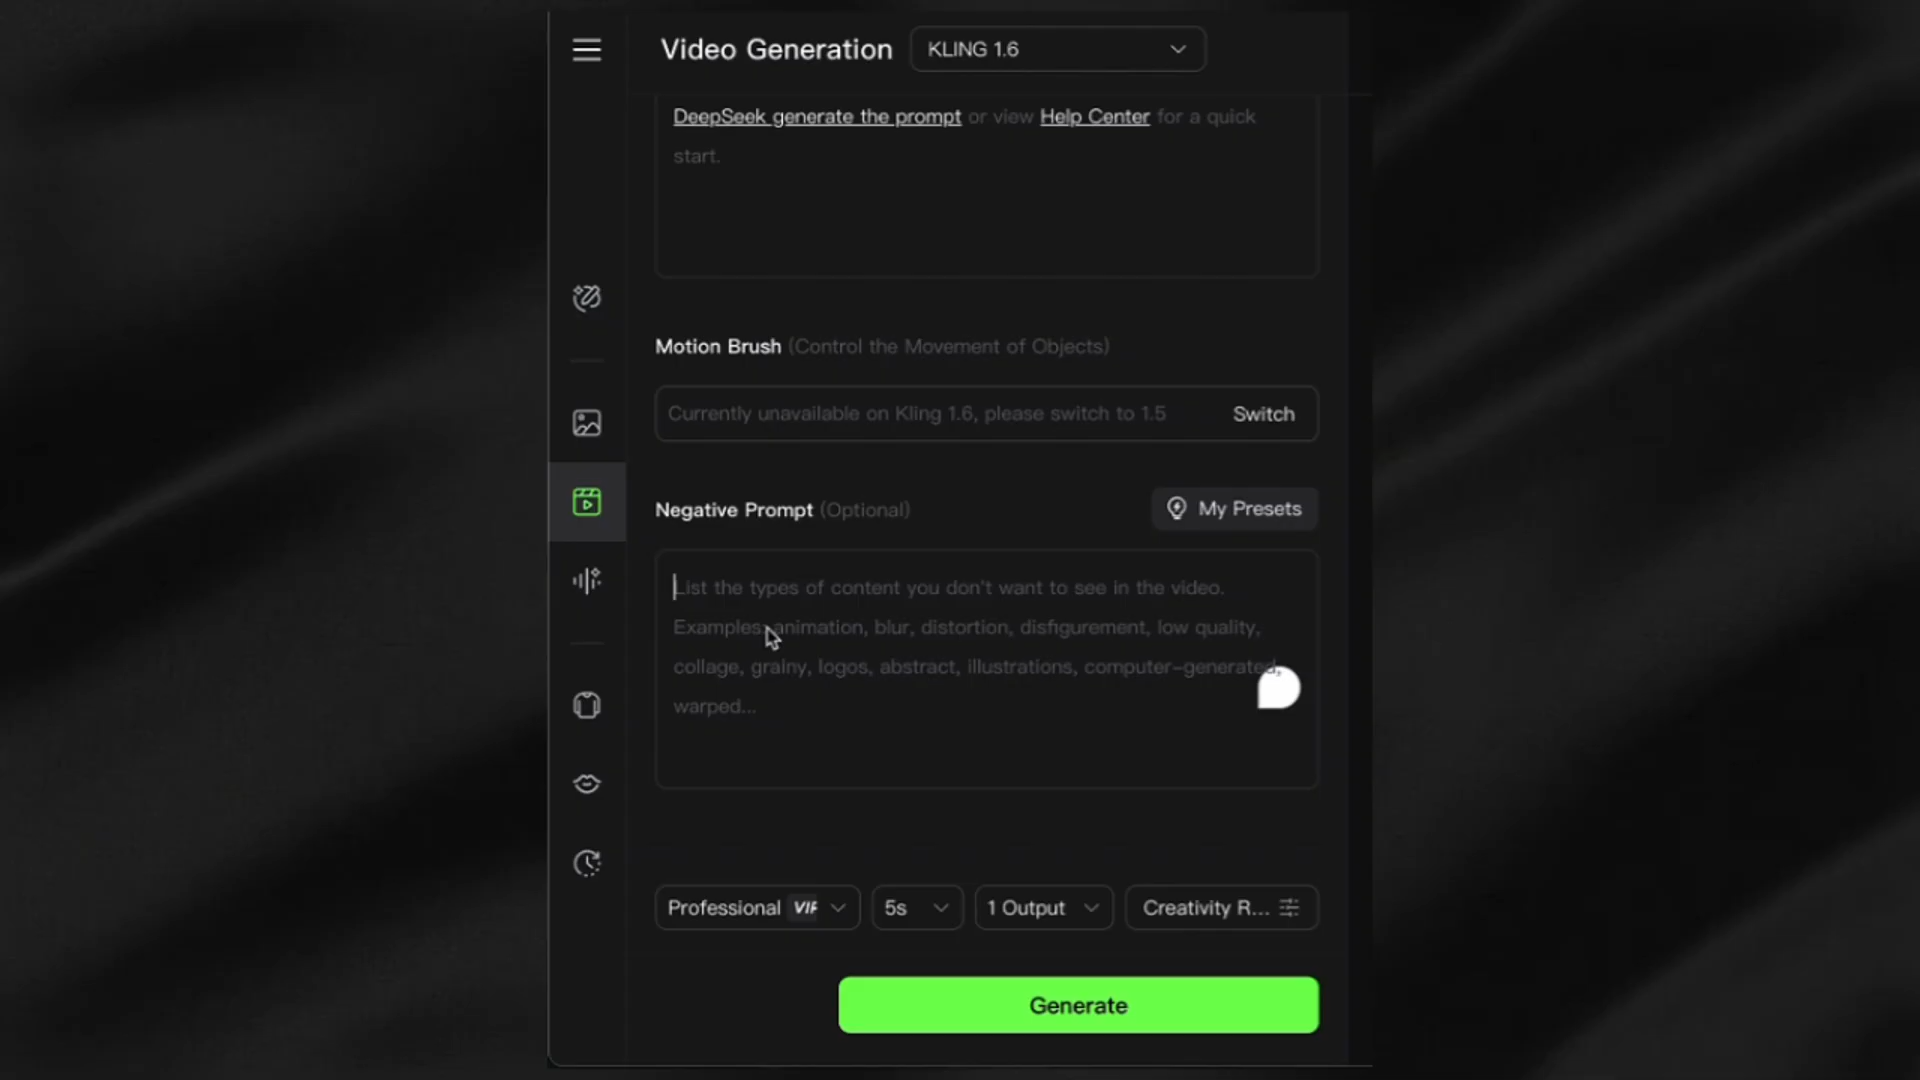 Video Generation
KLING 1.6
DeepSeek generate the prompt or view Help Center for a quick
start.
Motion Brush (Control the Movement of Objects)
Currently unavailable on Kling 1.6, please switch to 1.5
Switch
Negative Prompt (Optional)
My Presets
List the types of content you don't want to see in the video.
Examples: animation, blur, distortion, disfigurement, low quality,
collage, grainy, logos, abstract, illustrations, computer-generated,
warped...
Professional VIP
5s
1 Output
Creativity R...
Generate